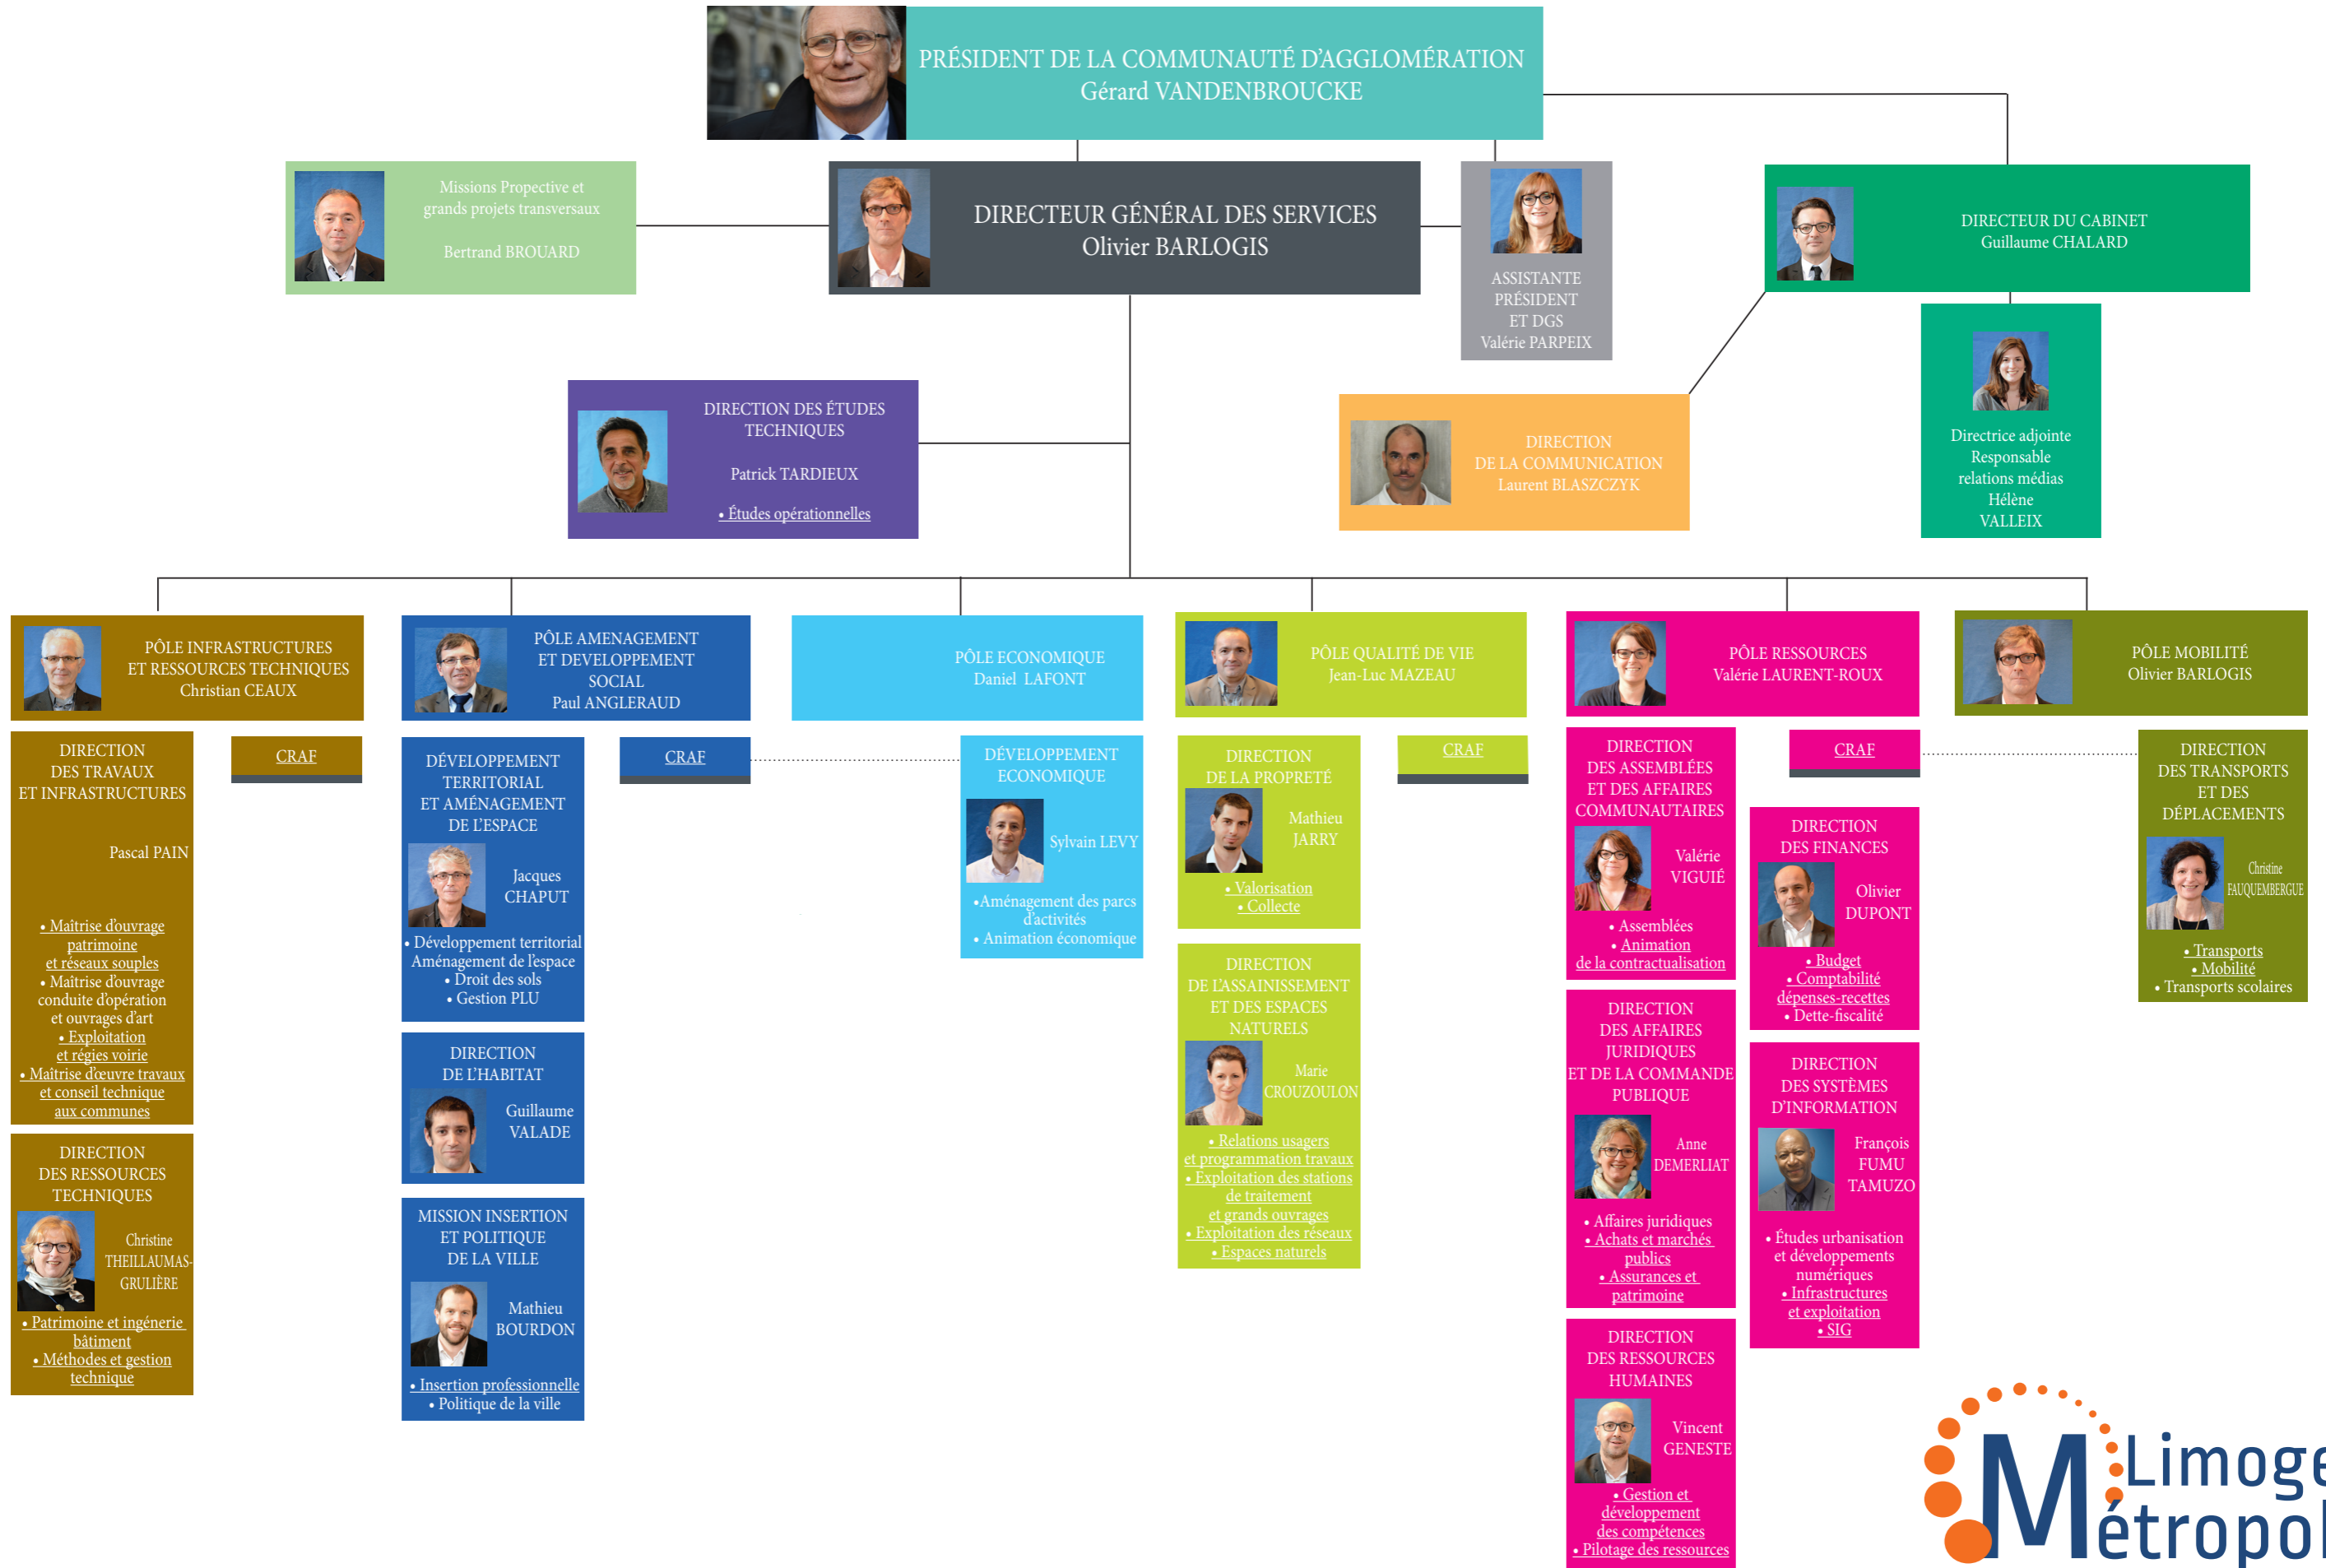 PRÉSIDENT DE LA COMMUNAUTÉ D'AGGLOMÉRATION
Gérard VANDENBROUCKE
Missions Propective et
grands projets transversaux
Bertrand BROUARD
DIRECTEUR GÉNÉRAL DES SERVICES
Olivier BARLOGIS
ASSISTANTE
PRÉSIDENT
ET DGS
Valérie PARPEIX
DIRECTEUR DU CABINET
Guillaume CHALARD
DIRECTION DES ÉTUDES
TECHNIQUES
Patrick TARDIEUX
• Études opérationnelles
DIRECTION
DE LA COMMUNICATION
Laurent BLASZCZYK
Directrice adjointe
Responsable
relations médias
Hélène
VALLEIX
PÔLE INFRASTRUCTURES
ET RESSOURCES TECHNIQUES
Christian CEAUX
DIRECTION
DES TRAVAUX
ET INFRASTRUCTURES
Pascal PAIN
• Maîtrise d'ouvrage
patrimoine
et réseaux souples
• Maîtrise d'ouvrage
conduite d'opération
et ouvrages d'art
• Exploitation
et régies voirie
• Maîtrise d'œuvre travaux
et conseil technique
aux communes
CRAF
DIRECTION
DES RESSOURCES
TECHNIQUES
Christine
THEILLAUMAS-
GRULIÈRE
• Patrimoine et ingénerie
bâtiment
• Méthodes et gestion
technique
PÔLE AMENAGEMENT
ET DEVELOPPEMENT
SOCIAL
Paul ANGLERAUD
DÉVELOPPEMENT
TERRITORIAL
ET AMÉNAGEMENT
DE L'ESPACE
Jacques
CHAPUT
• Développement territorial
Aménagement de l'espace
• Droit des sols
• Gestion PLU
CRAF
DIRECTION
DE L'HABITAT
Guillaume
VALADE
MISSION INSERTION
ET POLITIQUE
DE LA VILLE
Mathieu
BOURDON
• Insertion professionnelle
• Politique de la ville
PÔLE ECONOMIQUE
Daniel LAFONT
DÉVELOPPEMENT
ECONOMIQUE
Sylvain LEVY
•Aménagement des parcs
d'activités
• Animation économique
PÔLE QUALITÉ DE VIE
Jean-Luc MAZEAU
DIRECTION
DE LA PROPRETÉ
Mathieu
JARRY
• Valorisation
• Collecte
CRAF
DIRECTION
DE L'ASSAINISSEMENT
ET DES ESPACES
NATURELS
Marie
CROUZOULON
• Relations usagers
et programmation travaux
• Exploitation des stations
de traitement
et grands ouvrages
• Exploitation des réseaux
• Espaces naturels
PÔLE RESSOURCES
Valérie LAURENT-ROUX
DIRECTION
DES ASSEMBLÉES
ET DES AFFAIRES
COMMUNAUTAIRES
Valérie
VIGUIÉ
• Assemblées
• Animation
de la contractualisation
DIRECTION
DES AFFAIRES
JURIDIQUES
ET DE LA COMMANDE
PUBLIQUE
Anne
DEMERLIAT
• Affaires juridiques
• Achats et marchés
publics
• Assurances et
patrimoine
DIRECTION
DES RESSOURCES
HUMAINES
Vincent
GENESTE
• Gestion et
développement
des compétences
• Pilotage des ressources
CRAF
DIRECTION
DES FINANCES
Olivier
DUPONT
• Budget
• Comptabilité
dépenses-recettes
• Dette-fiscalité
DIRECTION
DES SYSTÈMES
D'INFORMATION
François
FUMU
TAMUZO
• Études urbanisation
et développements
numériques
• Infrastructures
et exploitation
• SIG
PÔLE MOBILITÉ
Olivier BARLOGIS
DIRECTION
DES TRANSPORTS
ET DES
DÉPLACEMENTS
Christine
FAUQUEMBERGUE
• Transports
• Mobilité
• Transports scolaires
Limoge
Métropol